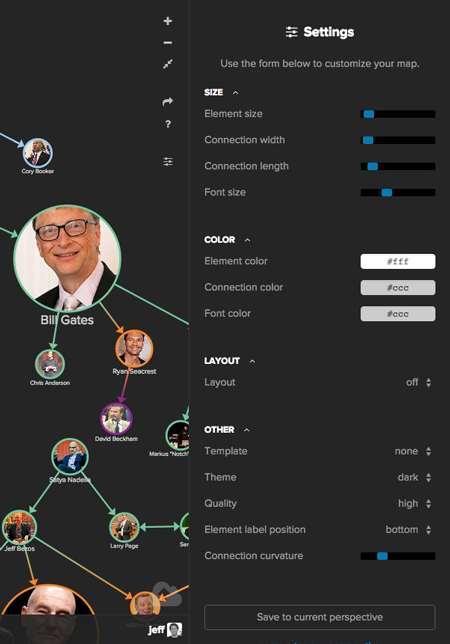 Settings
Use the form below to customize your map.
SIZE
Element size
Connection width
Connection length
Font size
COLOR
Element color #fff
Connection color #ccc
Font color #ccc
LAYOUT
Layout off
OTHER
Template none
Theme dark
Quality high
Element label position bottom
Connection curvature
Save to current perspective
+
−
?
Cory Booker
Bill Gates
Chris Anderson
Ryan Seacrest
David Beckham
Markus "Notch"
Satya Nadella
Jeff Bezos
Larry Page
Ser
jeff